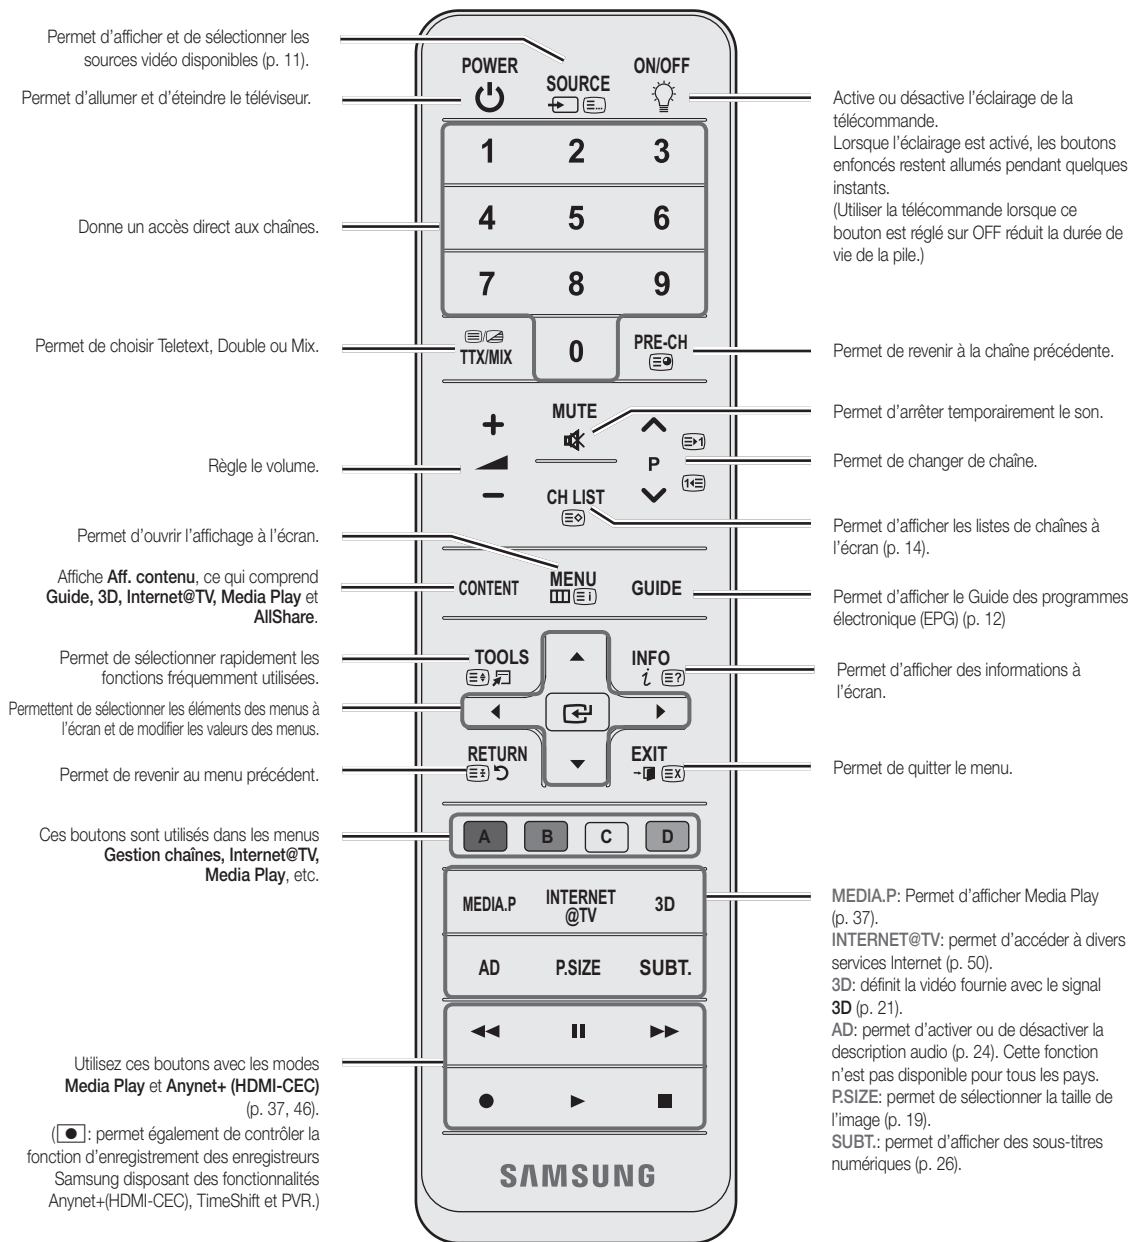 Permet d'afficher et de sélectionner les
sources vidéo disponibles (p. 11).
Permet d'allumer et d'éteindre le téléviseur.
Donne un accès direct aux chaînes.
Permet de choisir Teletext, Double ou Mix.
Règle le volume.
Permet d'ouvrir l'affichage à l'écran.
Affiche Aff. contenu, ce qui comprend
Guide, 3D, Internet@TV, Media Play et
AllShare.
Permet de sélectionner rapidement les
fonctions fréquemment utilisées.
Permettent de sélectionner les éléments des menus à
l'écran et de modifier les valeurs des menus.
Permet de revenir au menu précédent.
Ces boutons sont utilisés dans les menus
Gestion chaînes, Internet@TV,
Media Play, etc.
Utilisez ces boutons avec les modes
Media Play et Anynet+ (HDMI-CEC)
(p. 37, 46).
(●: permet également de contrôler la
fonction d'enregistrement des enregistreurs
Samsung disposant des fonctionnalités
Anynet+(HDMI-CEC), TimeShift et PVR.)
POWER
SOURCE
ON/OFF
1 2 3
4 5 6
7 8 9
TTX/MIX
0
PRE-CH
+
MUTE
P
−
CH LIST
CONTENT
MENU
GUIDE
TOOLS
INFO
RETURN
EXIT
A B C D
MEDIA.P
INTERNET
@TV
3D
AD P.SIZE SUBT.
SAMSUNG
Active ou désactive l'éclairage de la
télécommande.
Lorsque l'éclairage est activé, les boutons
enfoncés restent allumés pendant quelques
instants.
(Utiliser la télécommande lorsque ce
bouton est réglé sur OFF réduit la durée de
vie de la pile.)
Permet de revenir à la chaîne précédente.
Permet d'arrêter temporairement le son.
Permet de changer de chaîne.
Permet d'afficher les listes de chaînes à
l'écran (p. 14).
Permet d'afficher le Guide des programmes
électronique (EPG) (p. 12)
Permet d'afficher des informations à
l'écran.
Permet de quitter le menu.
MEDIA.P: Permet d'afficher Media Play
(p. 37).
INTERNET@TV: permet d'accéder à divers
services Internet (p. 50).
3D: définit la vidéo fournie avec le signal
3D (p. 21).
AD: permet d'activer ou de désactiver la
description audio (p. 24). Cette fonction
n'est pas disponible pour tous les pays.
P.SIZE: permet de sélectionner la taille de
l'image (p. 19).
SUBT.: permet d'afficher des sous-titres
numériques (p. 26).